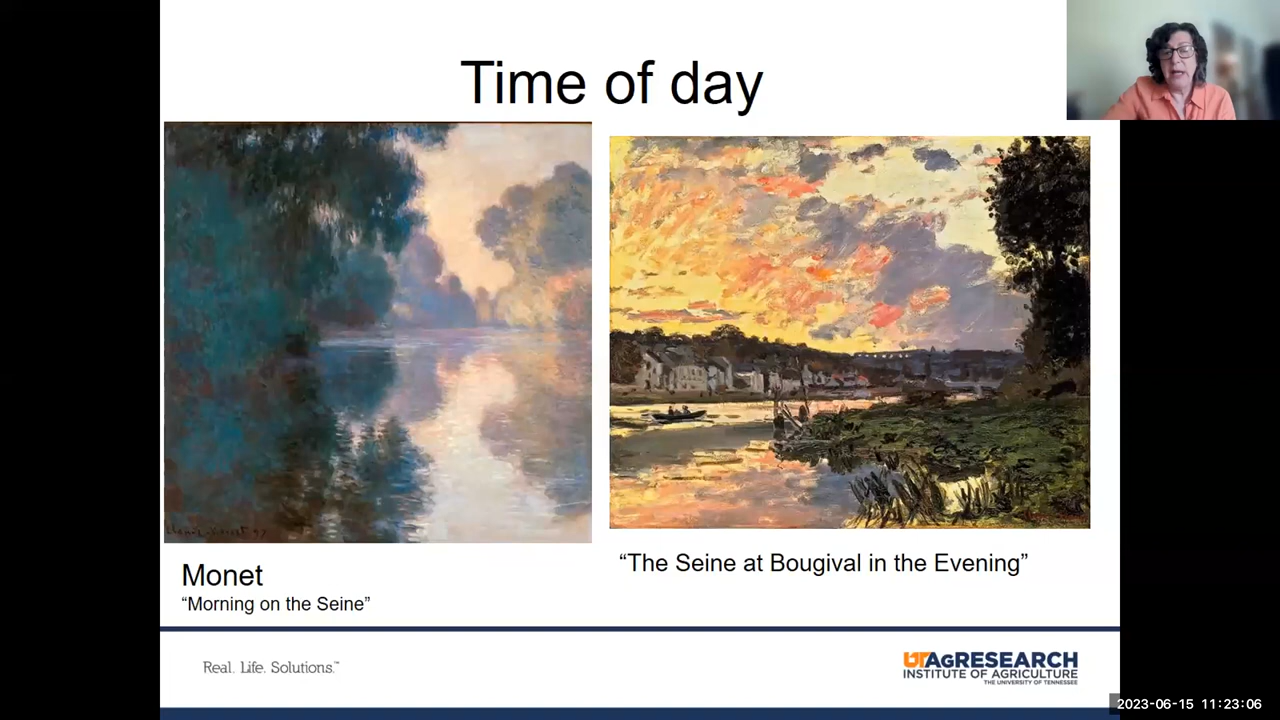 Time of day
Monet
“Morning on the Seine”
“The Seine at Bougival in the Evening”
Real. Life. Solutions.™
UTAgRESEARCH
INSTITUTE OF AGRICULTURE
THE UNIVERSITY OF TENNESSEE
2023-06-15 11:23:06